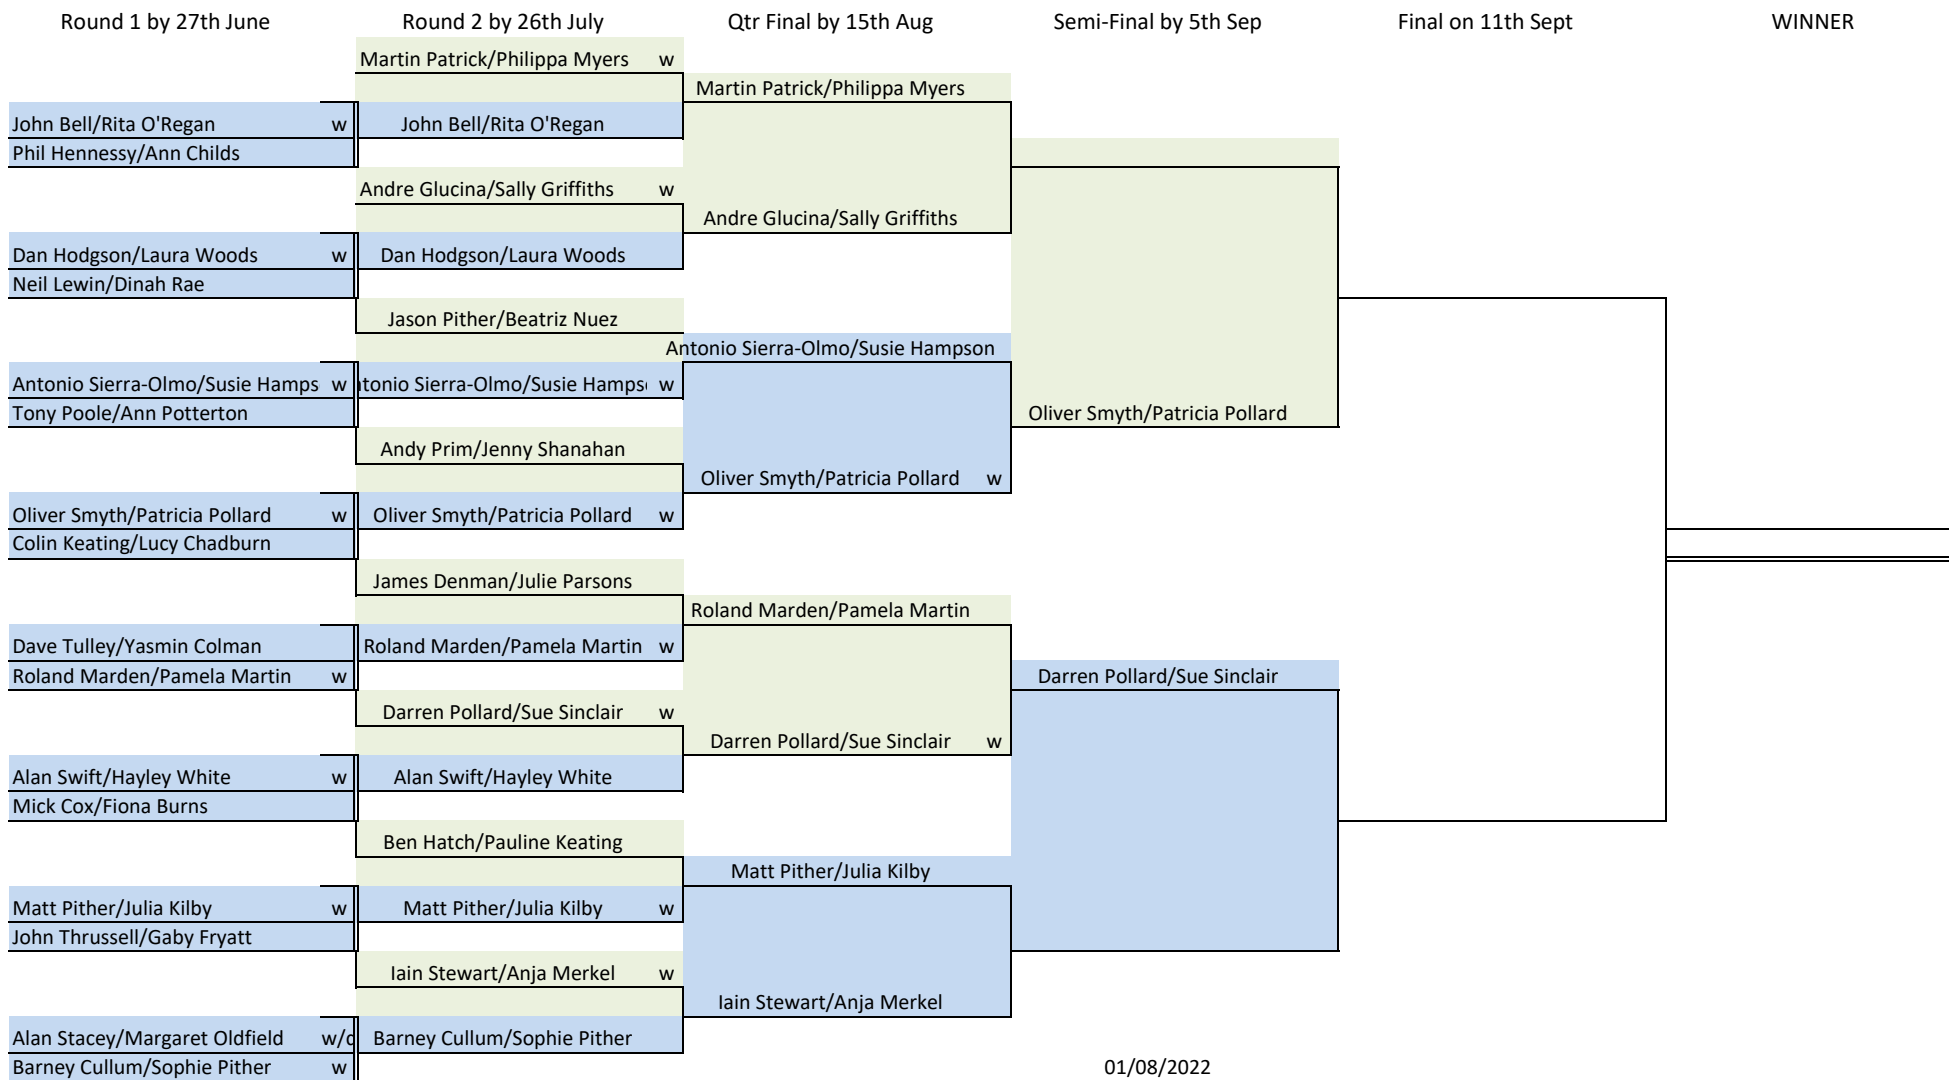 Round 1 by 27th June Round 2 by 26th July Qtr Final by 15th Aug Semi-Final by 5th Sep Final on 11th Sept WINNER
Martin Patrick/Philippa Myers w
Martin Patrick/Philippa Myers
John Bell/Rita O'Regan w John Bell/Rita O'Regan
Phil Hennessy/Ann Childs
Andre Glucina/Sally Griffiths w
Andre Glucina/Sally Griffiths
Dan Hodgson/Laura Woods w Dan Hodgson/Laura Woods
Neil Lewin/Dinah Rae
Jason Pither/Beatriz Nuez
Antonio Sierra-Olmo/Susie Hampson
Antonio Sierra-Olmo/Susie Hamps w tonio Sierra-Olmo/Susie Hamps w
Tony Poole/Ann Potterton Oliver Smyth/Patricia Pollard
Andy Prim/Jenny Shanahan
Oliver Smyth/Patricia Pollard w
Oliver Smyth/Patricia Pollard w Oliver Smyth/Patricia Pollard w
Colin Keating/Lucy Chadburn
James Denman/Julie Parsons
Roland Marden/Pamela Martin
Dave Tulley/Yasmin Colman Roland Marden/Pamela Martin w
Roland Marden/Pamela Martin w Darren Pollard/Sue Sinclair
Darren Pollard/Sue Sinclair w
Darren Pollard/Sue Sinclair w
Alan Swift/Hayley White w Alan Swift/Hayley White
Mick Cox/Fiona Burns
Ben Hatch/Pauline Keating
Matt Pither/Julia Kilby
Matt Pither/Julia Kilby w Matt Pither/Julia Kilby w
John Thrussell/Gaby Fryatt
Iain Stewart/Anja Merkel w
Iain Stewart/Anja Merkel
Alan Stacey/Margaret Oldfield w/o Barney Cullum/Sophie Pither
Barney Cullum/Sophie Pither w 01/08/2022